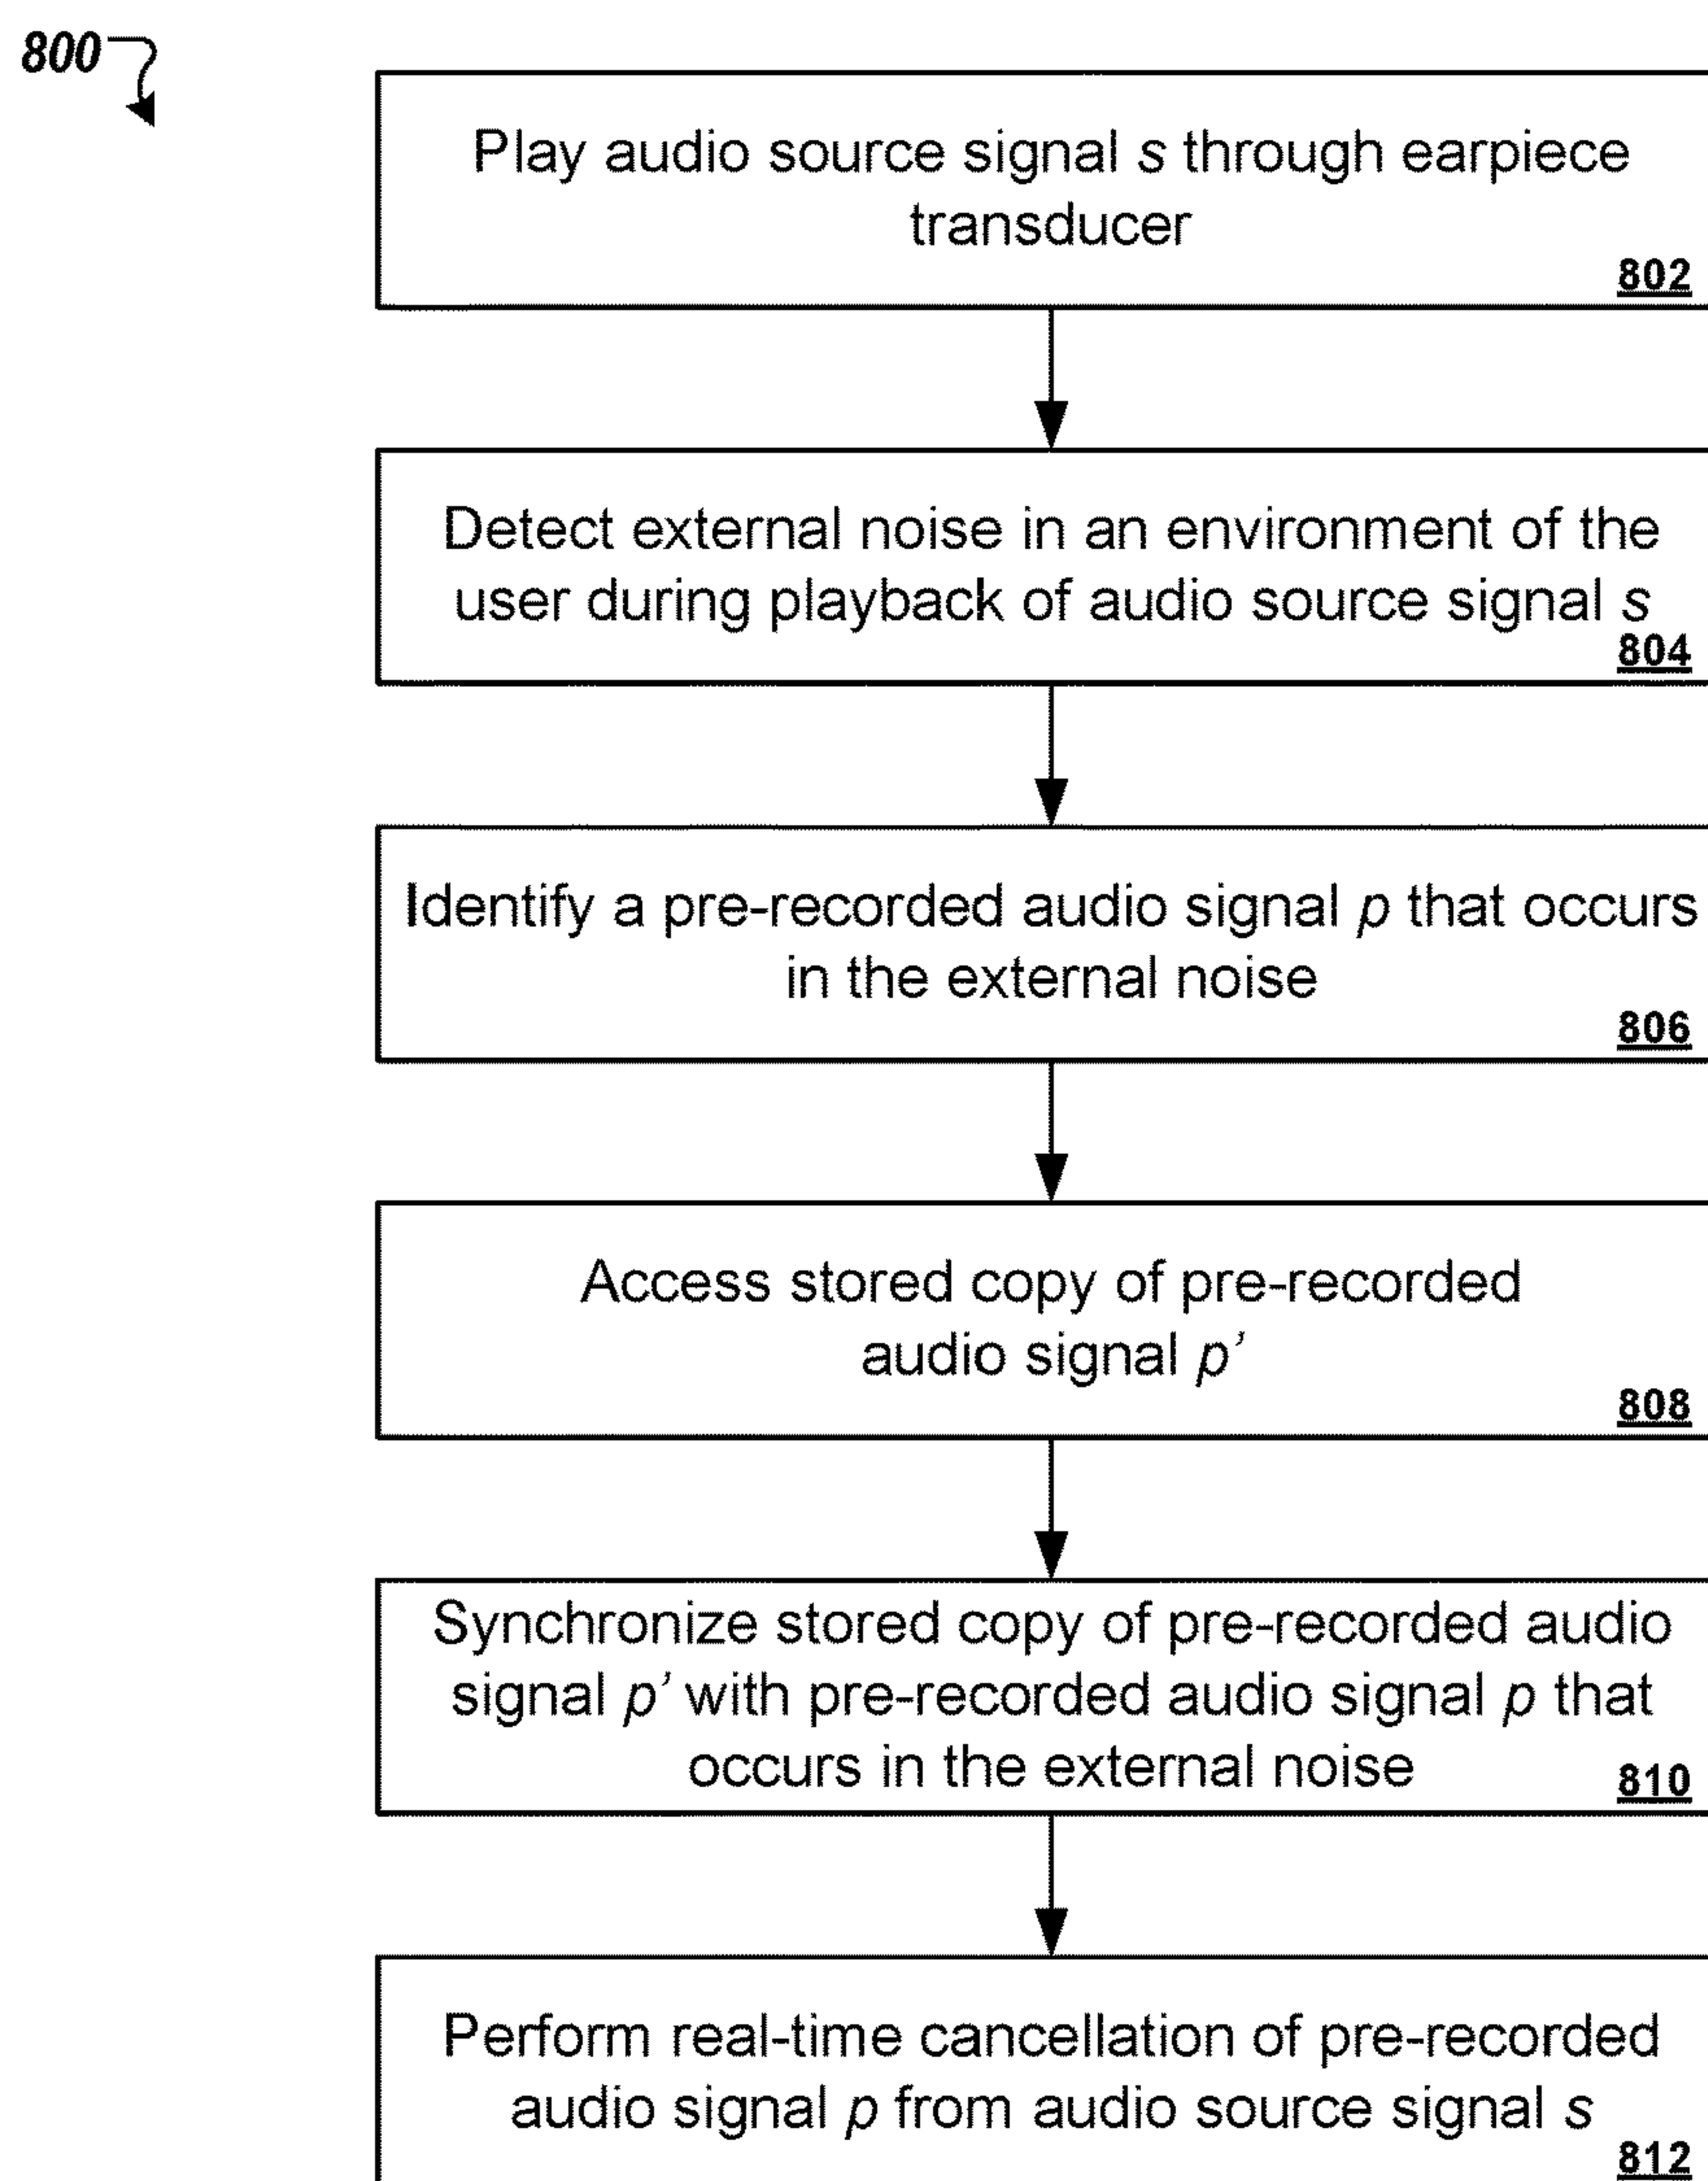 800
Play audio source signal s through earpiece
transducer
802
Detect external noise in an environment of the
user during playback of audio source signal s
804
Identify a pre-recorded audio signal p that occurs
in the external noise
806
Access stored copy of pre-recorded
audio signal p’
808
Synchronize stored copy of pre-recorded audio
signal p’ with pre-recorded audio signal p that
occurs in the external noise
810
Perform real-time cancellation of pre-recorded
audio signal p from audio source signal s
812